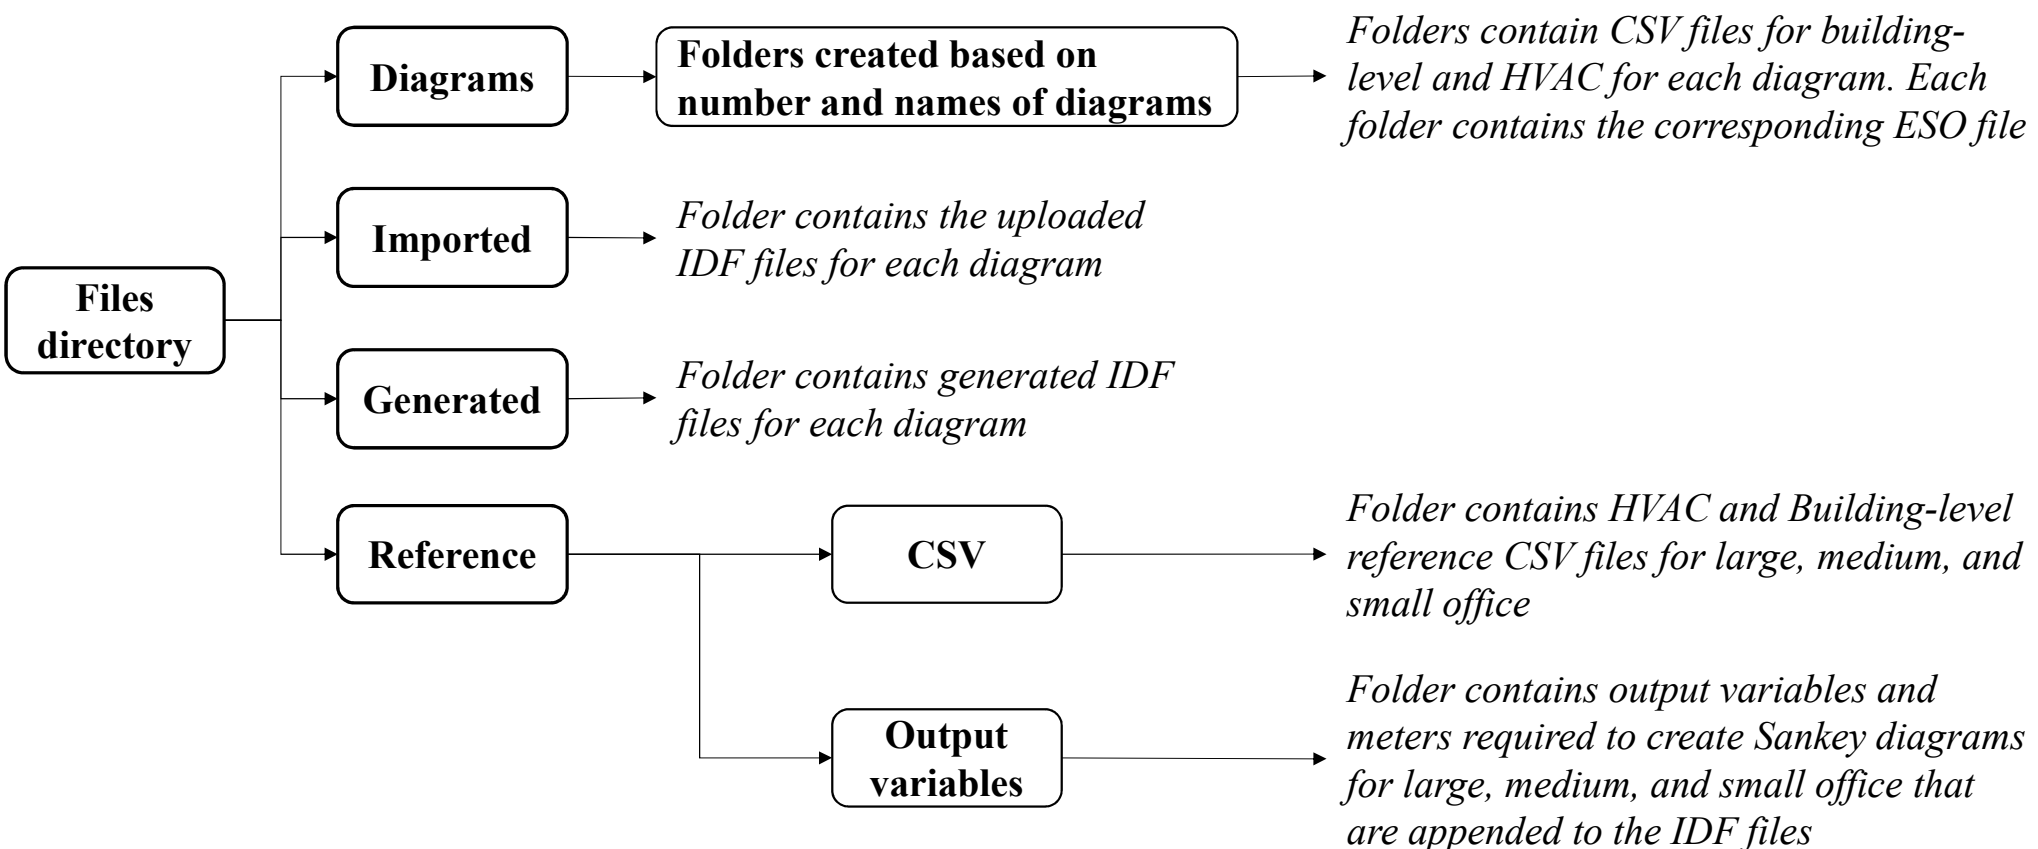 Files
directory
Diagrams
Folders created based on
number and names of diagrams
Folders contain CSV files for building-
level and HVAC for each diagram. Each
folder contains the corresponding ESO file
Imported
Folder contains the uploaded
IDF files for each diagram
Generated
Folder contains generated IDF
files for each diagram
Reference
CSV
Folder contains HVAC and Building-level
reference CSV files for large, medium, and
small office
Output
variables
Folder contains output variables and
meters required to create Sankey diagrams
for large, medium, and small office that
are appended to the IDF files